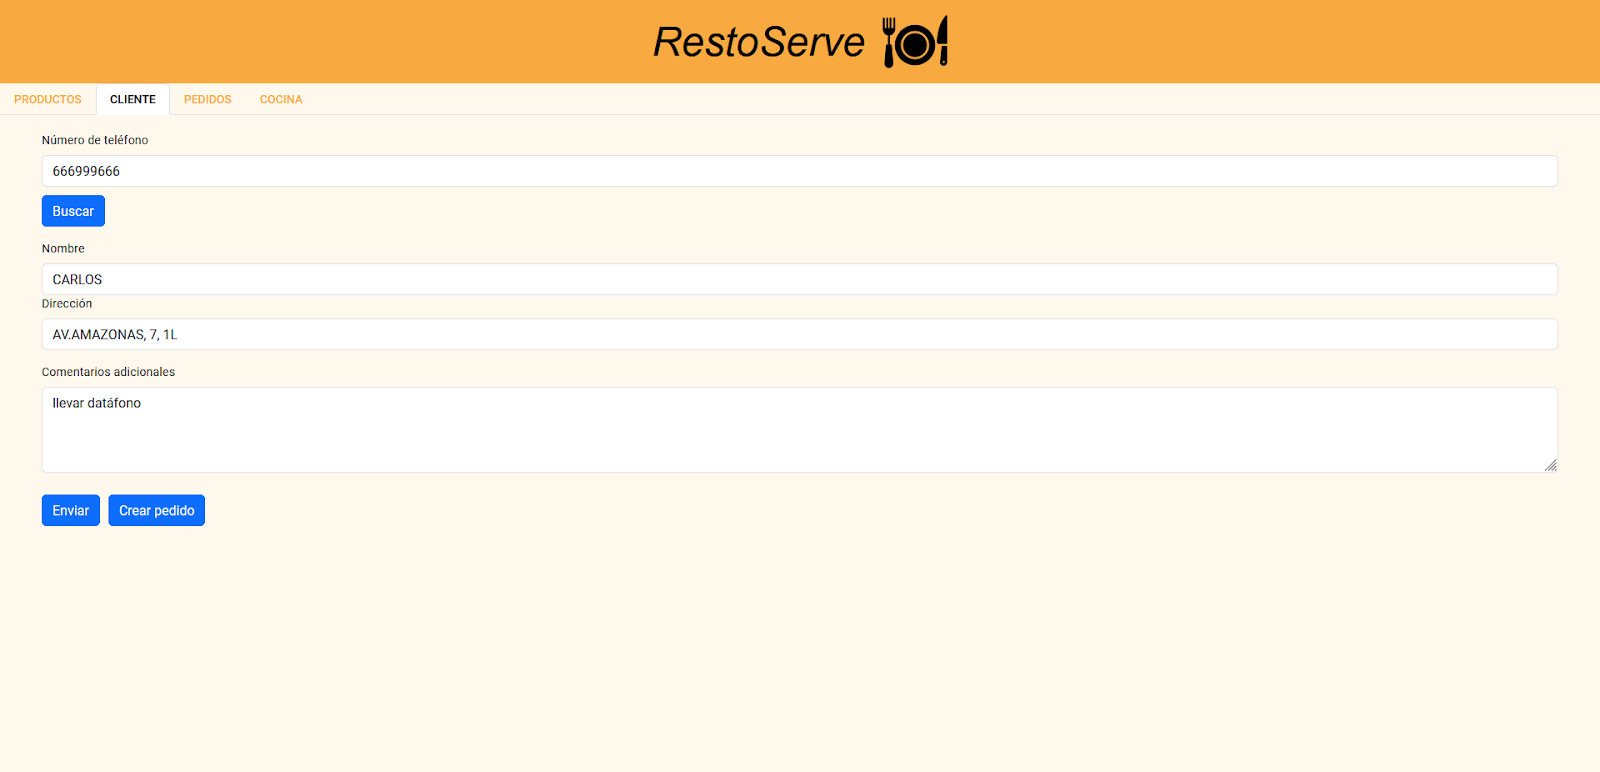 RestoServe
PRODUCTOS CLIENTE PEDIDOS COCINA
Número de teléfono
666999666
Buscar
Nombre
CARLOS
Dirección
AV.AMAZONAS, 7, 1L
Comentarios adicionales
llevar datáfono
Enviar Crear pedido